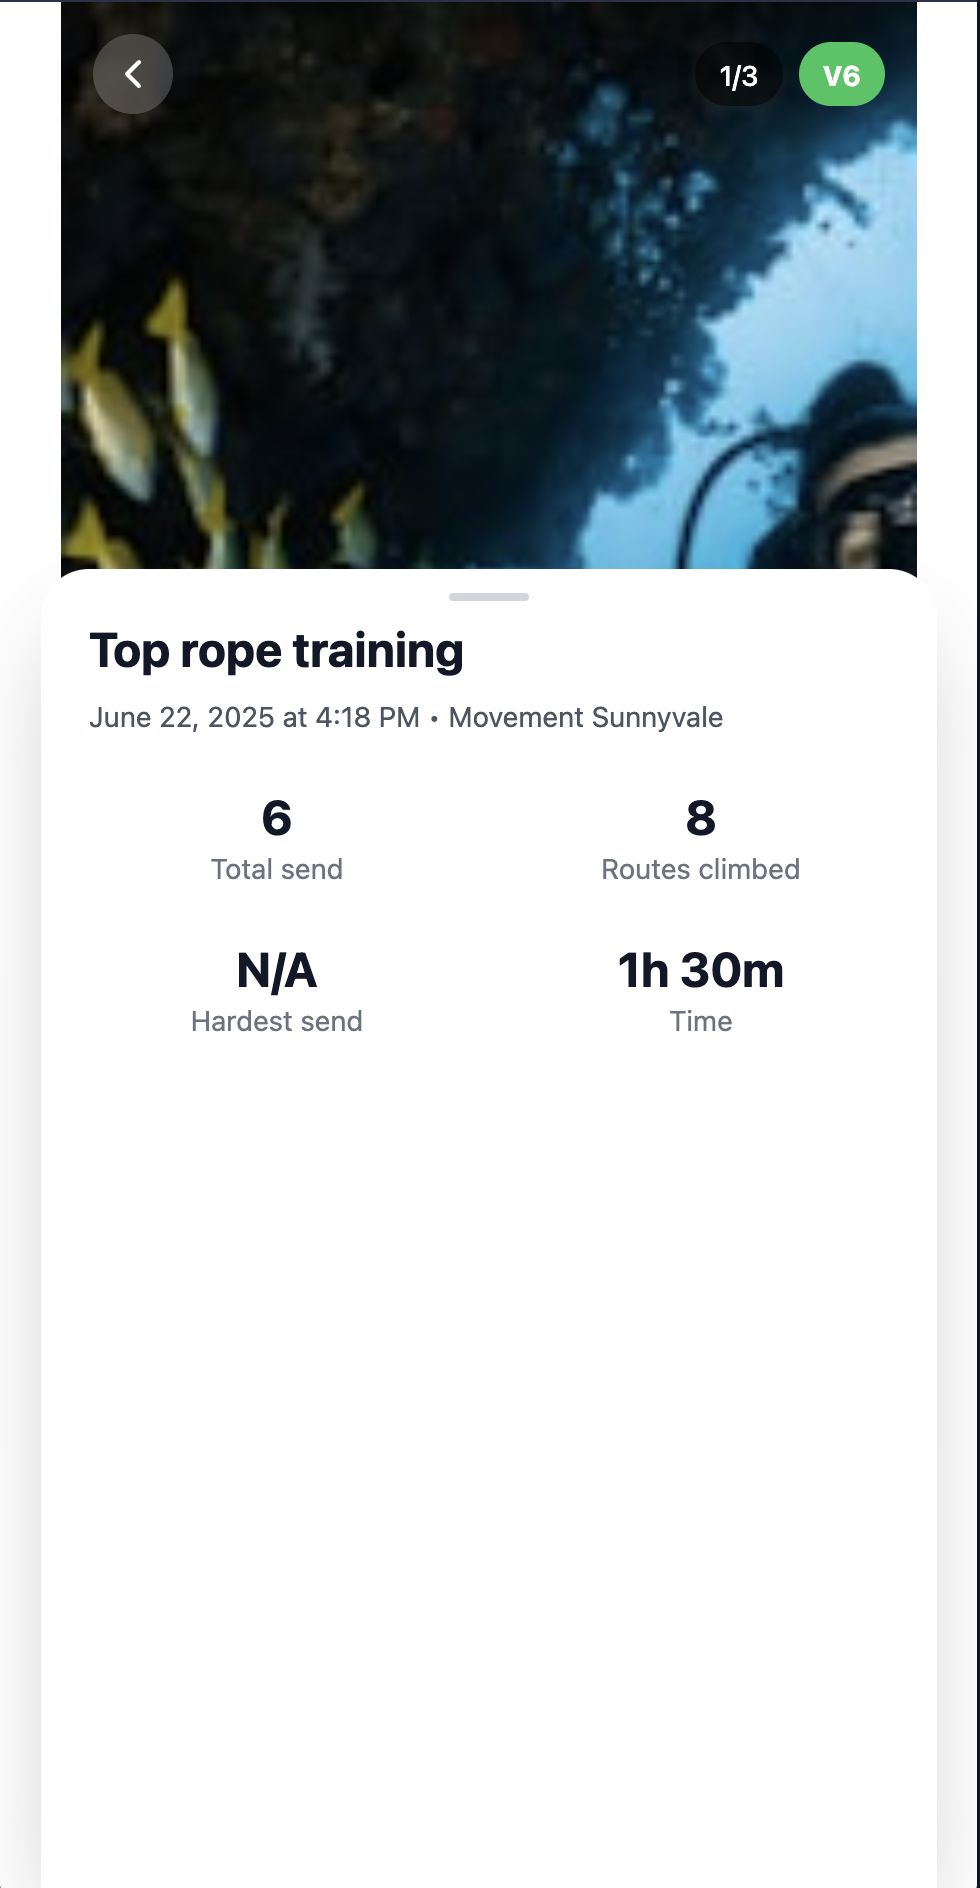 1/3 V6
Top rope training
June 22, 2025 at 4:18 PM • Movement Sunnyvale
6 8
Total send Routes climbed
N/A 1h 30m
Hardest send Time